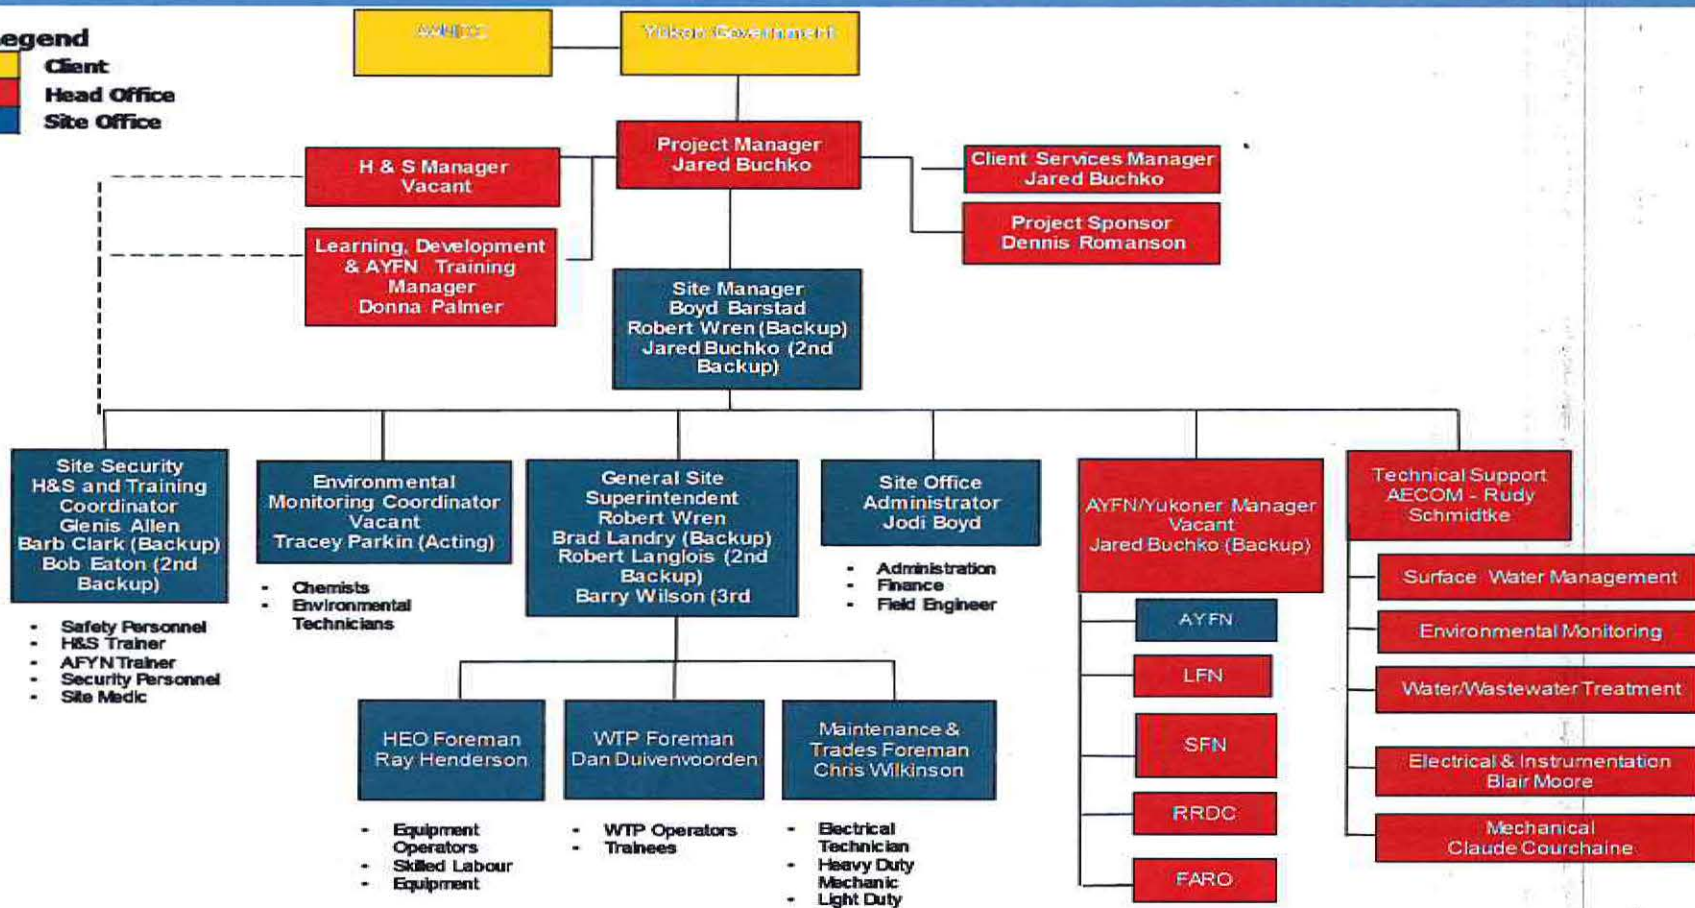 Legend
Client
Head Office
Site Office
Yukon Government
Project Manager
Jared Buchko
H & S Manager
Vacant
Client Services Manager
Jared Buchko
Project Sponsor
Dennis Romanson
Learning, Development
& AYFN Training
Manager
Donna Palmer
Site Manager
Boyd Barstad
Robert Wren (Backup)
Jared Buchko (2nd
Backup)
Site Security
H&S and Training
Coordinator
Glenis Allen
Barb Clark (Backup)
Bob Eaton (2nd
Backup)
- Safety Personnel
- H&S Trainer
- AFYN Trainer
- Security Personnel
- Site Medic
Environmental
Monitoring Coordinator
Vacant
Tracey Parkin (Acting)
- Chemists
- Environmental
Technicians
General Site
Superintendent
Robert Wren
Brad Landry (Backup)
Robert Langlois (2nd
Backup)
Barry Wilson (3rd
Site Office
Administrator
Jodi Boyd
- Administration
- Finance
- Field Engineer
AYFN/Yukoner Manager
Vacant
Jared Buchko (Backup)
AYFN
LFN
SFN
RRDC
FARO
Technical Support
AECOM - Rudy
Schmidtke
Surface Water Management
Environmental Monitoring
Water/Wastewater Treatment
Electrical & Instrumentation
Blair Moore
Mechanical
Claude Courchaine
HEO Foreman
Ray Henderson
- Equipment
Operators
- Skilled Labour
- Equipment
WTP Foreman
Dan Duivenvoorden
- WTP Operators
- Trainees
Maintenance &
Trades Foreman
Chris Wilkinson
- Electrical
Technician
- Heavy Duty
Mechanic
- Light Duty